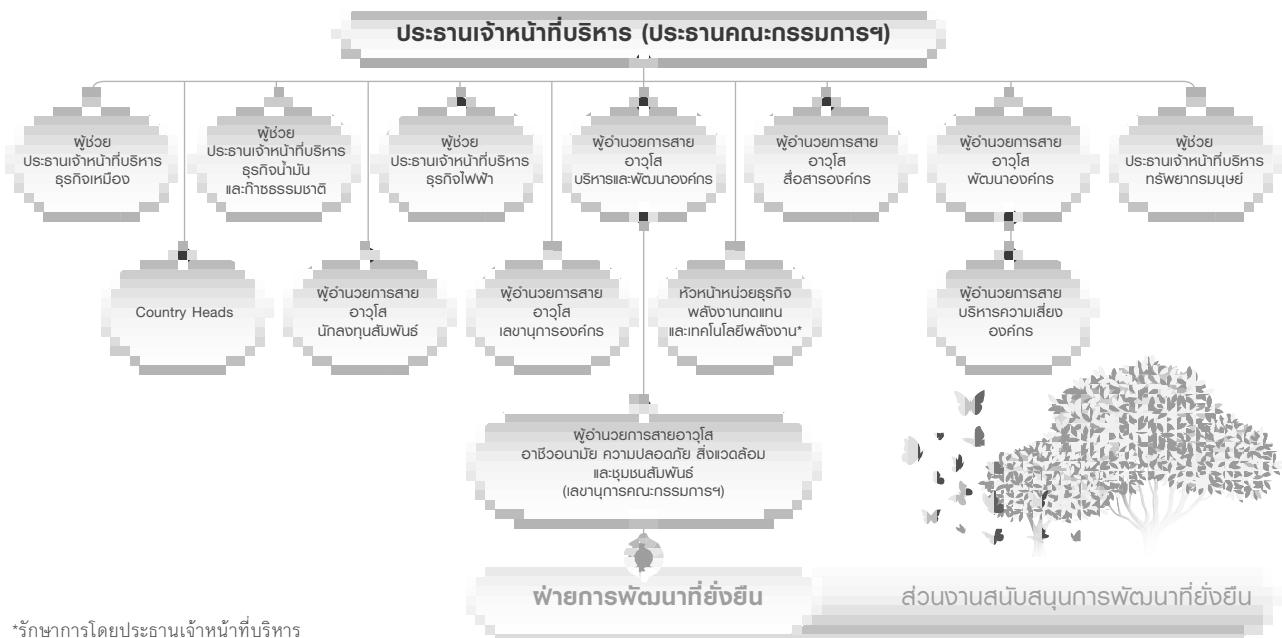 ประธานเจ้าหน้าที่บริหาร (ประธานคณะกรรมการฯ)
ผู้ช่วย
ประธานเจ้าหน้าที่บริหาร
ธุรกิจเหมือง
ผู้ช่วย
ประธานเจ้าหน้าที่บริหาร
ธุรกิจน้ำมัน
และก๊าซธรรมชาติ
ผู้ช่วย
ประธานเจ้าหน้าที่บริหาร
ธุรกิจไฟฟ้า
ผู้อำนวยการสาย
อาวุโส
บริหารและพัฒนาองค์กร
ผู้อำนวยการสาย
อาวุโส
สื่อสารองค์กร
ผู้อำนวยการสาย
อาวุโส
พัฒนาองค์กร
ผู้ช่วย
ประธานเจ้าหน้าที่บริหาร
ทรัพยากรมนุษย์
Country Heads
ผู้อำนวยการสาย
อาวุโส
นักลงทุนสัมพันธ์
ผู้อำนวยการสาย
อาวุโส
เลขานุการองค์กร
หัวหน้าหน่วยธุรกิจ
พลังงานทดแทน
และเทคโนโลยีพลังงาน*
ผู้อำนวยการสาย
บริหารความเสี่ยง
องค์กร
ผู้อำนวยการสายอาวุโส
อาชีวอนามัย ความปลอดภัย สิ่งแวดล้อม
และชุมชนสัมพันธ์
(เลขานุการคณะกรรมการฯ)
ฝ่ายการพัฒนาที่ยั่งยืน
ส่วนงานสนับสนุนการพัฒนาที่ยั่งยืน
*รักษาการโดยประธานเจ้าหน้าที่บริหาร